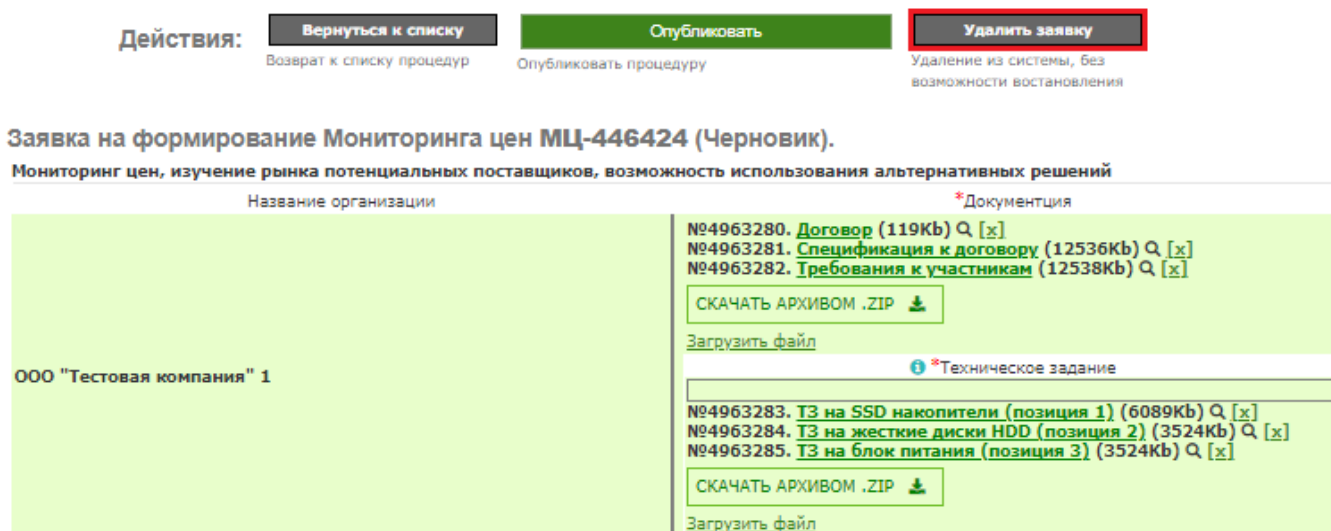 Действия:
Вернуться к списку
Опубликовать
Удалить заявку
Возврат к списку процедур
Опубликовать процедуру
Удаление из системы, без
возможности востановления
Заявка на формирование Мониторинга цен МЦ-446424 (Черновик).
Мониторинг цен, изучение рынка потенциальных поставщиков, возможность использования альтернативных решений
Название организации
*Документция
№4963280. Договор (119Kb) [x]
№4963281. Спецификация к договору (12536Kb) [x]
№4963282. Требования к участникам (12538Kb) [x]
СКАЧАТЬ АРХИВОМ .ZIP
Загрузить файл
ООО "Тестовая компания" 1
*Техническое задание
№4963283. ТЗ на SSD накопители (позиция 1) (6089Kb) [x]
№4963284. ТЗ на жесткие диски HDD (позиция 2) (3524Kb) [x]
№4963285. ТЗ на блок питания (позиция 3) (3524Kb) [x]
СКАЧАТЬ АРХИВОМ .ZIP
Загрузить файл